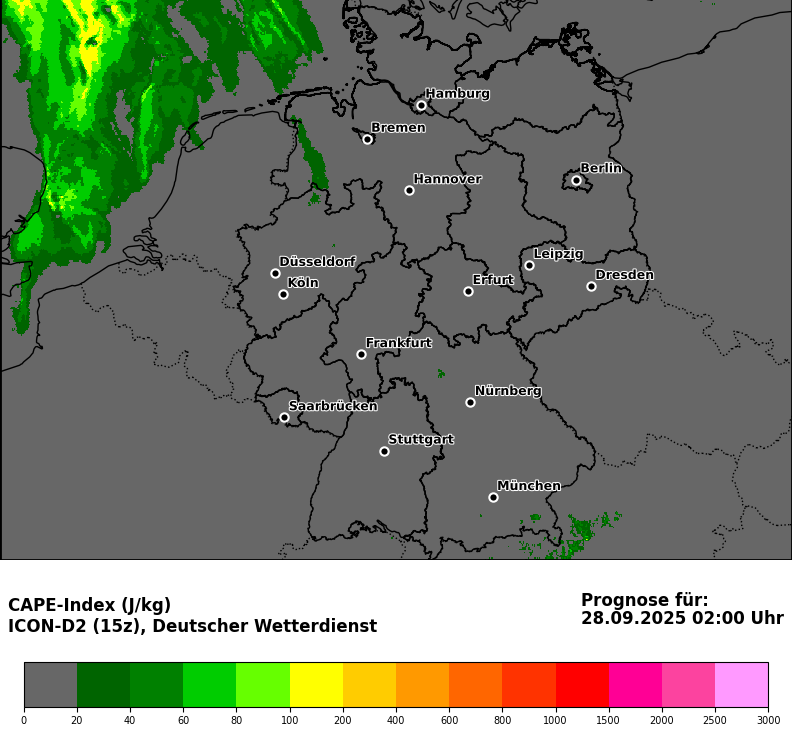 Hamburg
Bremen
Berlin
Hannover
Leipzig
Düsseldorf
Dresden
Köln
Erfurt
Frankfurt
Nürnberg
Saarbrücken
Stuttgart
München
CAPE-Index (J/kg)
ICON-D2 (15z), Deutscher Wetterdienst
Prognose für:
28.09.2025 02:00 Uhr
0 20 40 60 80 100 200 400 600 800 1000 1500 2000 2500 3000